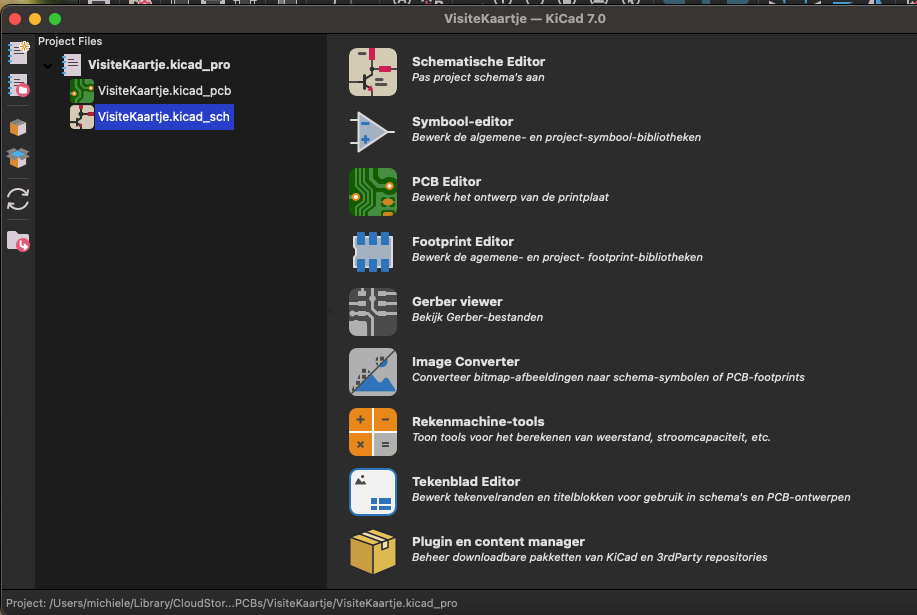 VisiteKaartje — KiCad 7.0
Project Files
VisiteKaartje.kicad_pro
VisiteKaartje.kicad_pcb
VisiteKaartje.kicad_sch
Schematische Editor
Pas project schema's aan
Symbool-editor
Bewerk de algemene- en project-symbool-bibliotheken
PCB Editor
Bewerk het ontwerp van de printplaat
Footprint Editor
Bewerk de agemene- en project- footprint-bibliotheken
Gerber viewer
Bekijk Gerber-bestanden
Image Converter
Converteer bitmap-afbeeldingen naar schema-symbolen of PCB-footprints
Rekenmachine-tools
Toon tools voor het berekenen van weerstand, stroomcapaciteit, etc.
Tekenblad Editor
Bewerk tekenvelranden en titelblokken voor gebruik in schema's en PCB-ontwerpen
Plugin en content manager
Beheer downloadbare pakketten van KiCad en 3rdParty repositories
Project: /Users/michiele/Library/CloudStor...PCBs/VisiteKaartje/VisiteKaartje.kicad_pro